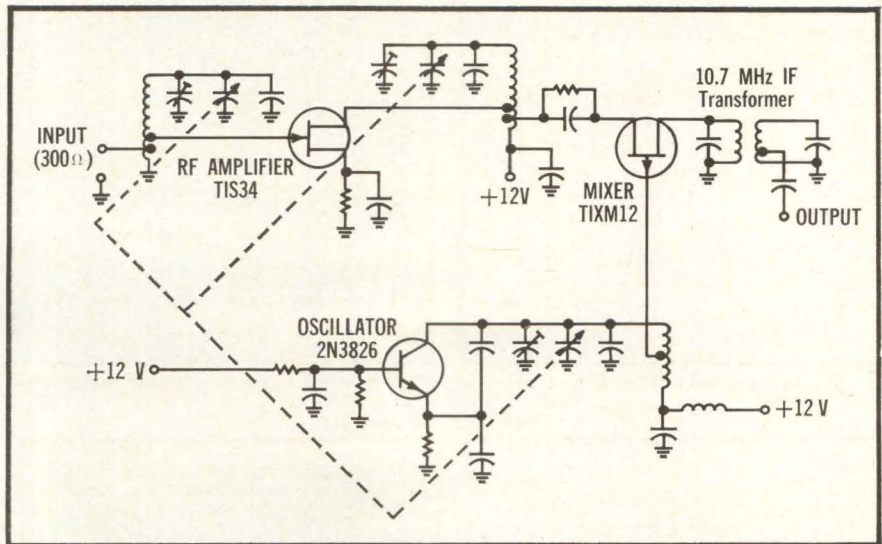 10.7 MHz IF
Transformer
INPUT
(300Ω)
RF AMPLIFIER
TIS34
+12V
MIXER
TIXM12
OUTPUT
OSCILLATOR
2N3826
+12 V
+12 V